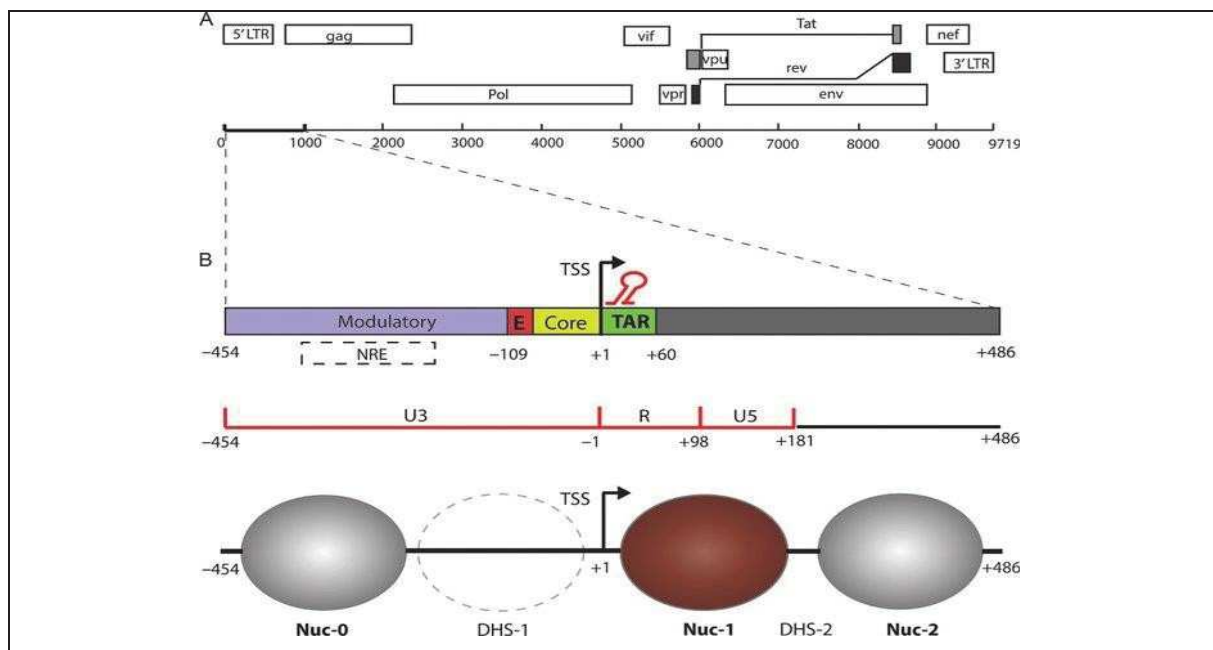 A
5' LTR gag vif Tat nef
vpu rev 3' LTR
Pol vpr env
0 1000 2000 3000 4000 5000 6000 7000 8000 9000 9719
B
TSS
Modulatory E Core TAR
−454 NRE −109 +1 +60 +486
U3 R U5
−454 −1 +98 +181 +486
TSS
−454 +1 +486
Nuc-0 DHS-1 Nuc-1 DHS-2 Nuc-2